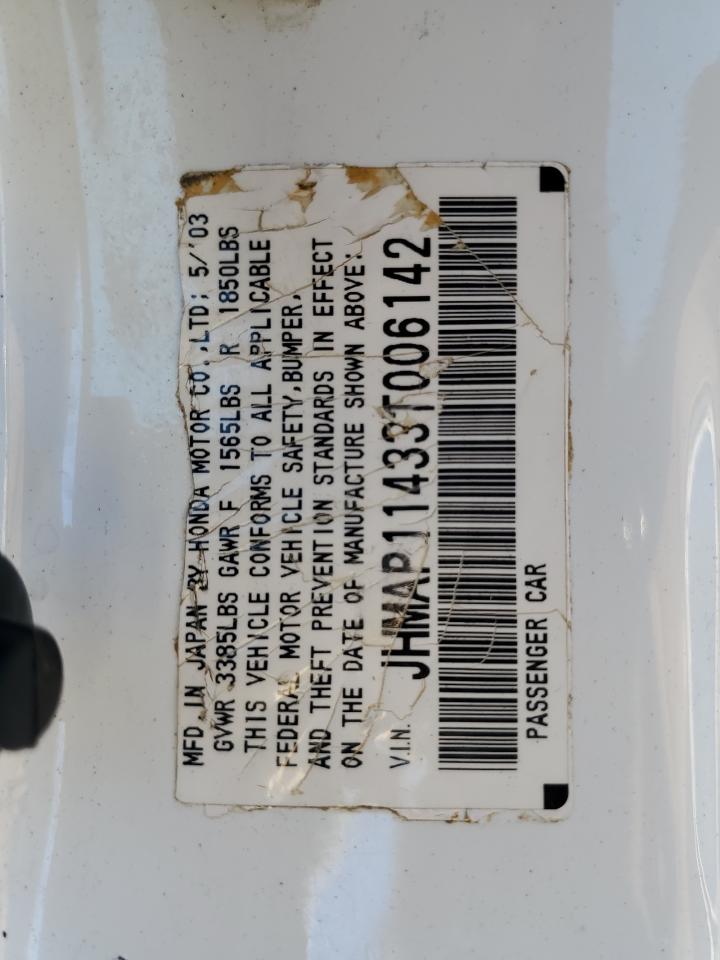 MFD. IN JAPAN BY HONDA MOTOR CO.,LTD; 5/'03
GVWR 3385LBS GAWR F 1565LBS R 1850LBS
THIS VEHICLE CONFORMS TO ALL APPLICABLE
FEDERAL MOTOR VEHICLE SAFETY,BUMPER,
AND THEFT PREVENTION STANDARDS IN EFFECT
ON THE DATE OF MANUFACTURE SHOWN ABOVE.
V.I.N. JHMAP11433T006142
PASSENGER CAR